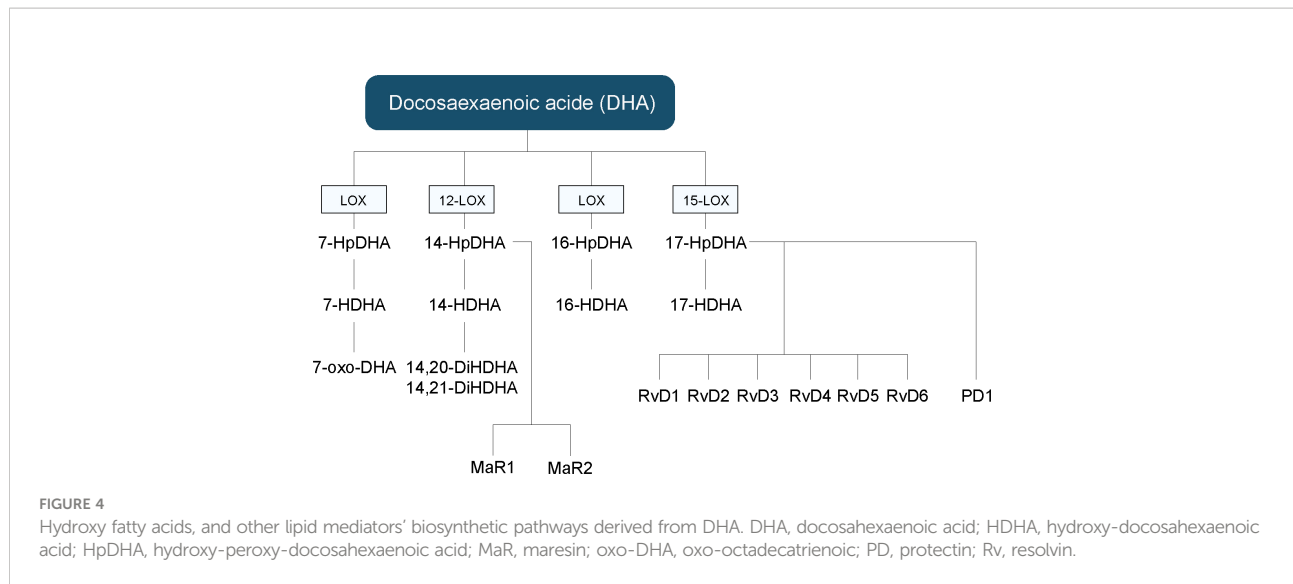 Docosaexaenoic acide (DHA)
LOX 12-LOX LOX 15-LOX
7-HpDHA 14-HpDHA 16-HpDHA 17-HpDHA
7-HDHA 14-HDHA 16-HDHA 17-HDHA
7-oxo-DHA 14,20-DiHDHA
14,21-DiHDHA
RvD1 RvD2 RvD3 RvD4 RvD5 RvD6 PD1
MaR1 MaR2
FIGURE 4
Hydroxy fatty acids, and other lipid mediators’ biosynthetic pathways derived from DHA. DHA, docosahexaenoic acid; HDHA, hydroxy-docosahexaenoic
acid; HpDHA, hydroxy-peroxy-docosahexaenoic acid; MaR, maresin; oxo-DHA, oxo-octadecatrienoic; PD, protectin; Rv, resolvin.